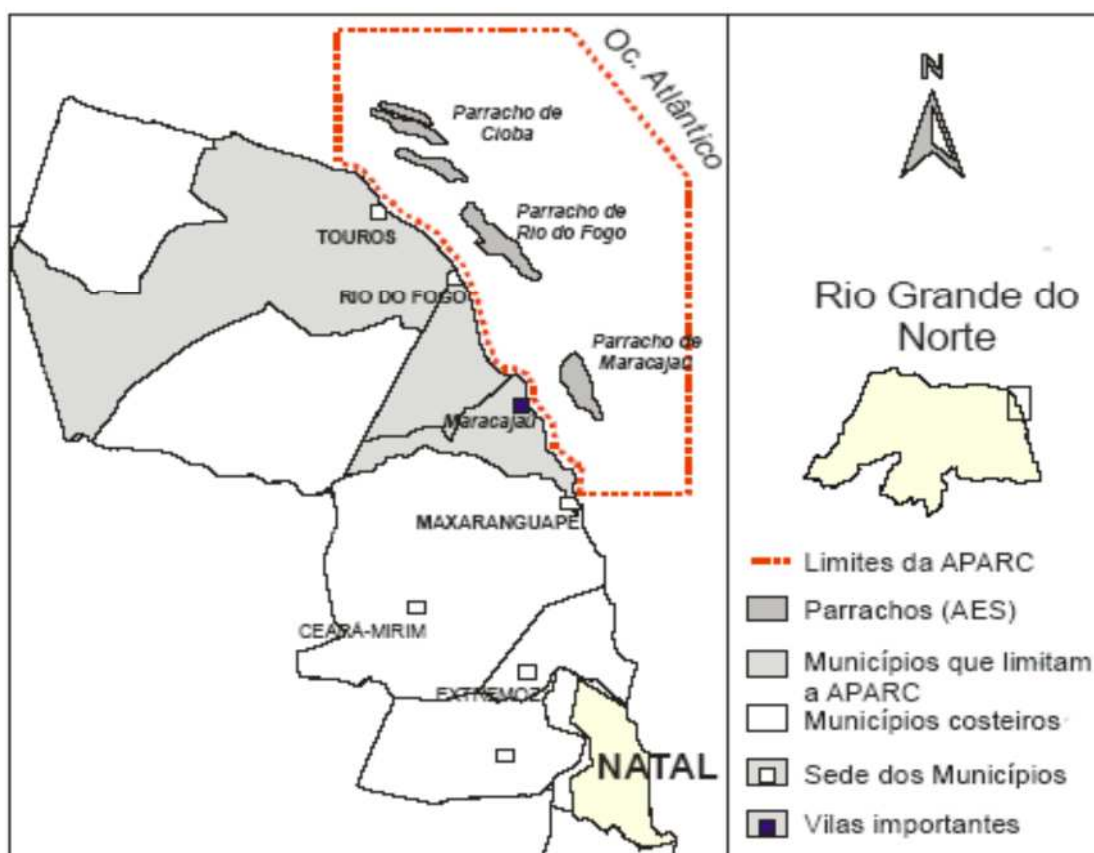 Oc. Atlântico
Parracho de
Cioba
Parracho de
Rio do Fogo
TOUROS
RIO DO FOGO
Parracho de
Maracajaú
Maracajaú
MAXARANGUAPE
CEARÁ-MIRIM
EXTREMOZ
NATAL
N
Rio Grande do
Norte
Limites da APARC
Parrachos (AES)
Municípios que limitam
a APARC
Municípios costeiros
Sede dos Municípios
Vilas importantes